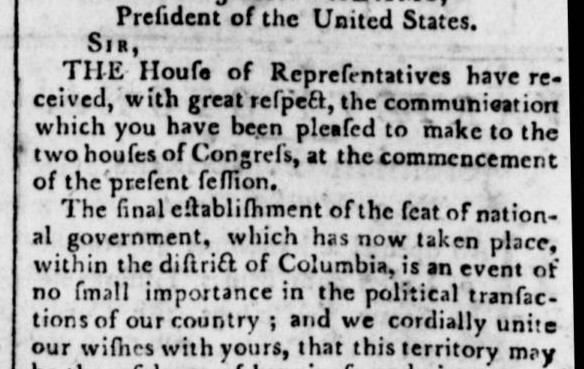 Preſident of the United States.
SIR,
THE Houſe of Repreſentatives have re-
ceived, with great reſpect, the communication
which you have been pleaſed to make to the
two houſes of Congreſs, at the commencement
of the preſent ſeſſion.
The final eſtabliſhment of the ſeat of nation-
al government, which has now taken place,
within the diſtrict of Columbia, is an event of
no ſmall importance in the political tranſac-
tions of our country ; and we cordially unite
our wiſhes with yours, that this territory may